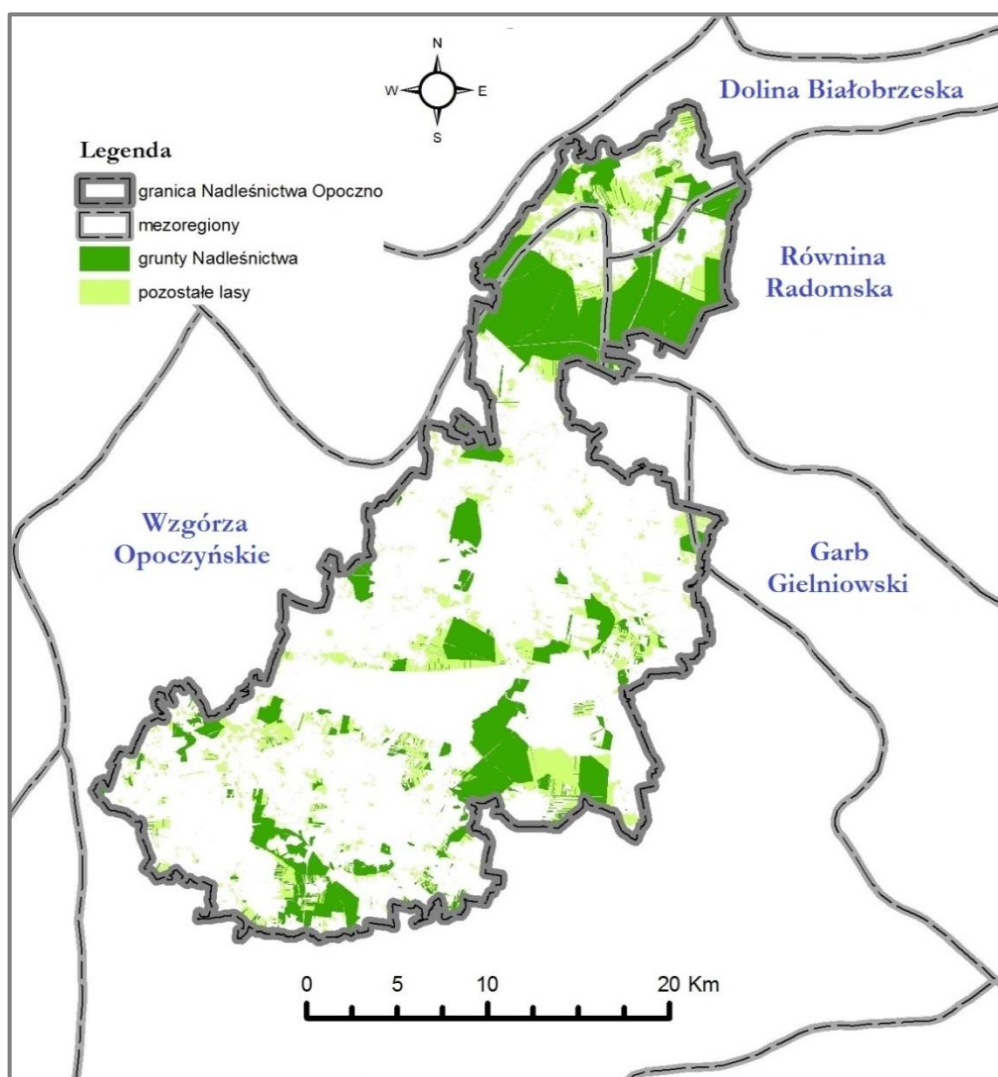 N
W E
S
Dolina Białobrzeska
Legenda
granica Nadleśnictwa Opoczno
mezoregiony
grunty Nadleśnictwa
pozostałe lasy
Równina
Radomska
Wzgórza
Opoczyńskie
Garb
Gielniowski
0 5 10 20 Km